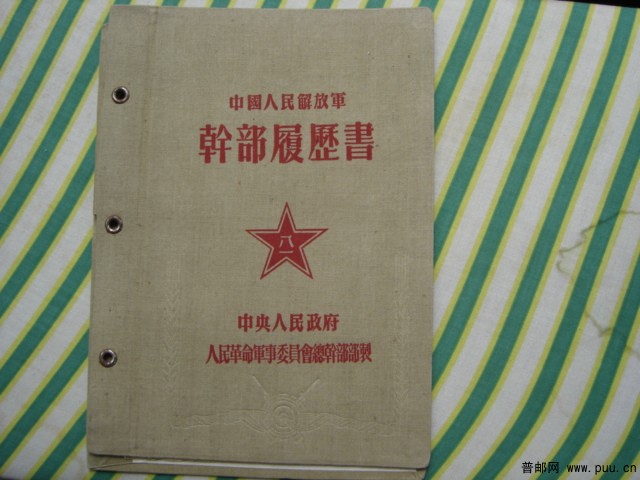 中國人民解放軍
幹部履歷書
八一
中央人民政府
人民革命軍事委員會總幹部部製
普邮网 www.puu.cn